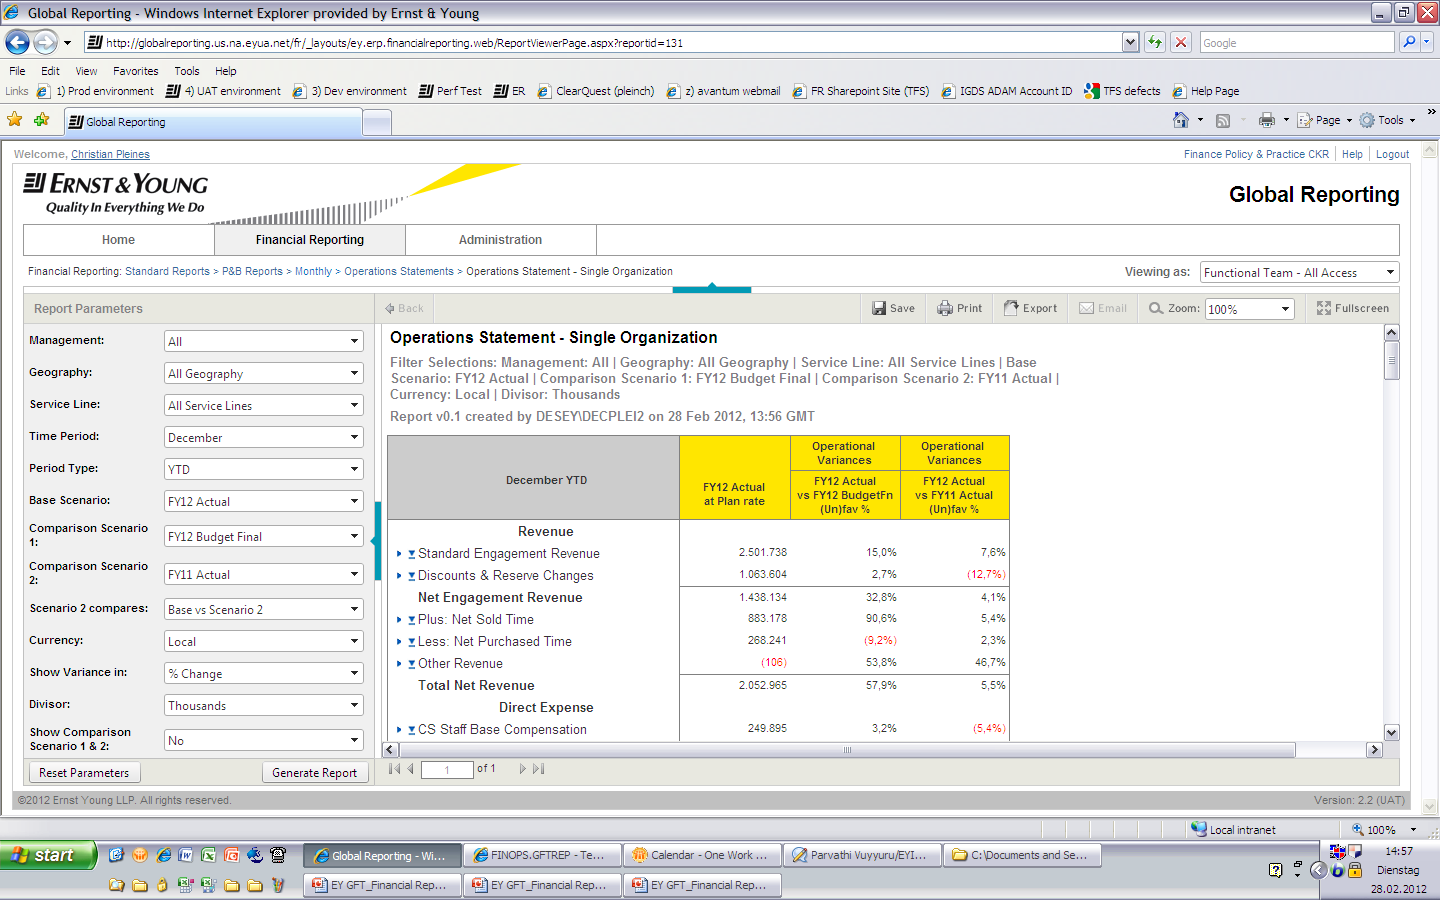 Global Reporting - Windows Internet Explorer provided by Ernst & Young
http://globalreporting.us.na.eyua.net/fr/_layouts/ey.erp.financialreporting.web/ReportViewerPage.aspx?reportid=131
Google
File Edit View Favorites Tools Help
Links 1) Prod environment 4) UAT environment 3) Dev environment Perf Test ER ClearQuest (pleinch) z) avantum webmail FR Sharepoint Site (TFS) IGDS ADAM Account ID TFS defects Help Page
Global Reporting
Page Tools
Welcome, Christian Pleines
Finance Policy & Practice CKR Help Logout
ERNST & YOUNG
Quality In Everything We Do
Global Reporting
Home Financial Reporting Administration
Financial Reporting: Standard Reports > P&B Reports > Monthly > Operations Statements > Operations Statement - Single Organization
Viewing as: Functional Team - All Access
Report Parameters
Back Save Print Export Email Zoom: 100% Fullscreen
Management: All
Geography: All Geography
Service Line: All Service Lines
Time Period: December
Period Type: YTD
Base Scenario: FY12 Actual
Comparison Scenario 1: FY12 Budget Final
Comparison Scenario 2: FY11 Actual
Scenario 2 compares: Base vs Scenario 2
Currency: Local
Show Variance in: % Change
Divisor: Thousands
Show Comparison Scenario 1 & 2: No
Reset Parameters Generate Report
Operations Statement - Single Organization
Filter Selections: Management: All | Geography: All Geography | Service Line: All Service Lines | Base
Scenario: FY12 Actual | Comparison Scenario 1: FY12 Budget Final | Comparison Scenario 2: FY11 Actual |
Currency: Local | Divisor: Thousands
Report v0.1 created by DESEY\DECPLEI2 on 28 Feb 2012, 13:56 GMT
December YTD
FY12 Actual
at Plan rate
Operational
Variances
FY12 Actual
vs FY12 BudgetFn
(Un)fav %
Operational
Variances
FY12 Actual
vs FY11 Actual
(Un)fav %
Revenue
Standard Engagement Revenue 2.501.738 15,0% 7,6%
Discounts & Reserve Changes 1.063.604 2,7% (12,7%)
Net Engagement Revenue 1.438.134 32,8% 4,1%
Plus: Net Sold Time 883.178 90,6% 5,4%
Less: Net Purchased Time 268.241 (9,2%) 2,3%
Other Revenue (106) 53,8% 46,7%
Total Net Revenue 2.052.965 57,9% 5,5%
Direct Expense
CS Staff Base Compensation 249.895 3,2% (5,4%)
1 of 1
©2012 Ernst Young LLP. All rights reserved.
Version: 2.2 (UAT)
Local intranet 100%
start
Global Reporting - Wi... FINOPS.GFTREP - Te... Calendar - One Work ... Parvathi Vuyyuru/EYI... C:\Documents and Se...
EY GFT_Financial Rep... EY GFT_Financial Rep... EY GFT_Financial Rep...
14:57
Dienstag
28.02.2012